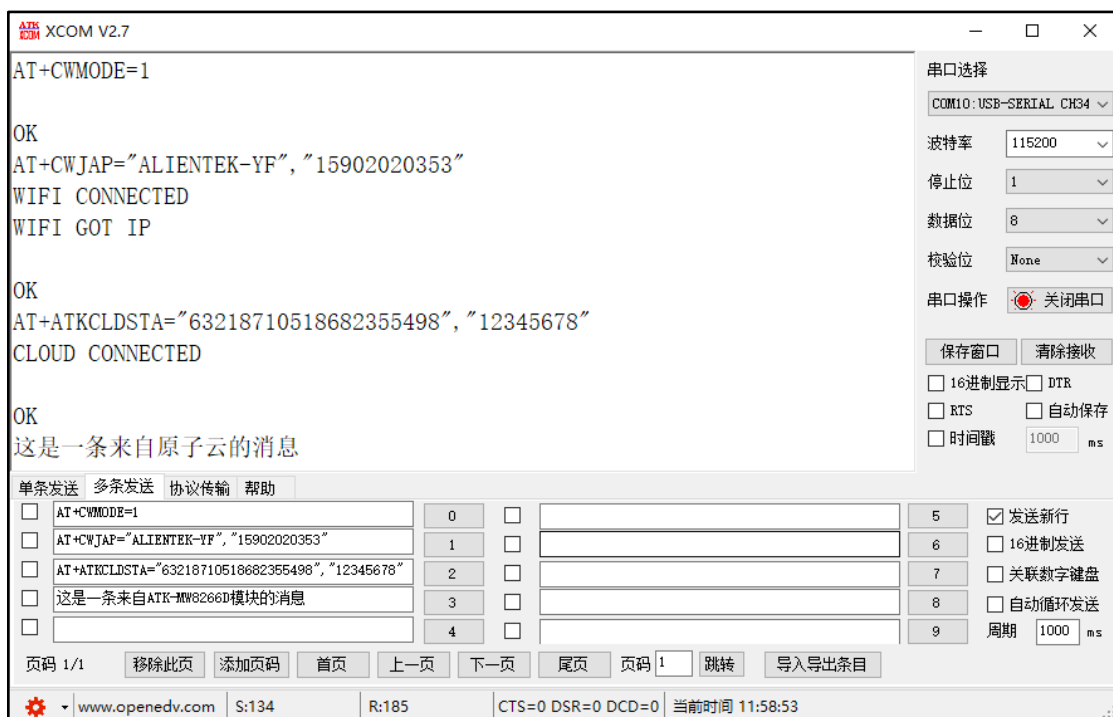 ATK XCOM XCOM V2.7
AT+CWMODE=1
OK
AT+CWJAP="ALIENTEK-YF","15902020353"
WIFI CONNECTED
WIFI GOT IP
OK
AT+ATKCLDSTA="63218710518682355498","12345678"
CLOUD CONNECTED
OK
这是一条来自原子云的消息
串口选择
COM10:USB-SERIAL CH34
波特率 115200
停止位 1
数据位 8
校验位 None
串口操作 关闭串口
保存窗口 清除接收
16进制显示 DTR
RTS 自动保存
时间戳 1000 ms
单条发送 多条发送 协议传输 帮助
AT+CWMODE=1 0 5 发送新行
AT+CWJAP="ALIENTEK-YF","15902020353" 1 6 16进制发送
AT+ATKCLDSTA="63218710518682355498","12345678" 2 7 关联数字键盘
这是一条来自ATK-MW8266D模块的消息 3 8 自动循环发送
4 9 周期 1000 ms
页码 1/1 移除此页 添加页码 首页 上一页 下一页 尾页 页码 1 跳转 导入导出条目
www.openedv.com S:134 R:185 CTS=0 DSR=0 DCD=0 当前时间 11:58:53